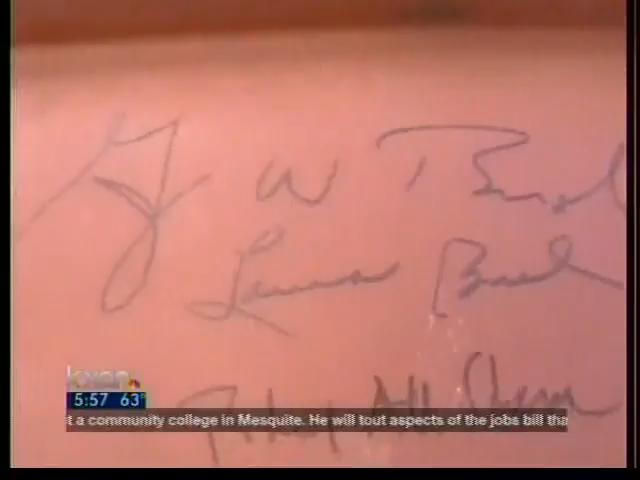 G W Bush
Laura Bush
kxan
5:57 63°
t a community college in Mesquite. He will tout aspects of the jobs bill tha